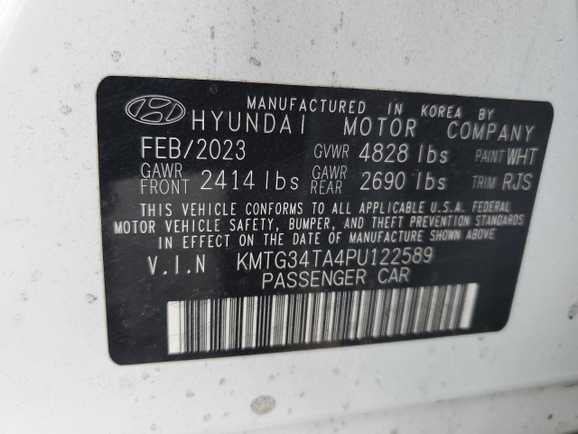 MANUFACTURED IN KOREA BY
HYUNDAI MOTOR COMPANY
FEB/2023 GVWR 4828 lbs PAINT WHT
GAWR FRONT 2414 lbs GAWR REAR 2690 lbs TRIM RJS
THIS VEHICLE CONFORMS TO ALL APPLICABLE U.S.A. FEDERAL
MOTOR VEHICLE SAFETY, BUMPER, AND THEFT PREVENTION STANDARDS
IN EFFECT ON THE DATE OF MANUFACTURE SHOWN ABOVE
V.I.N KMTG34TA4PU122589
PASSENGER CAR